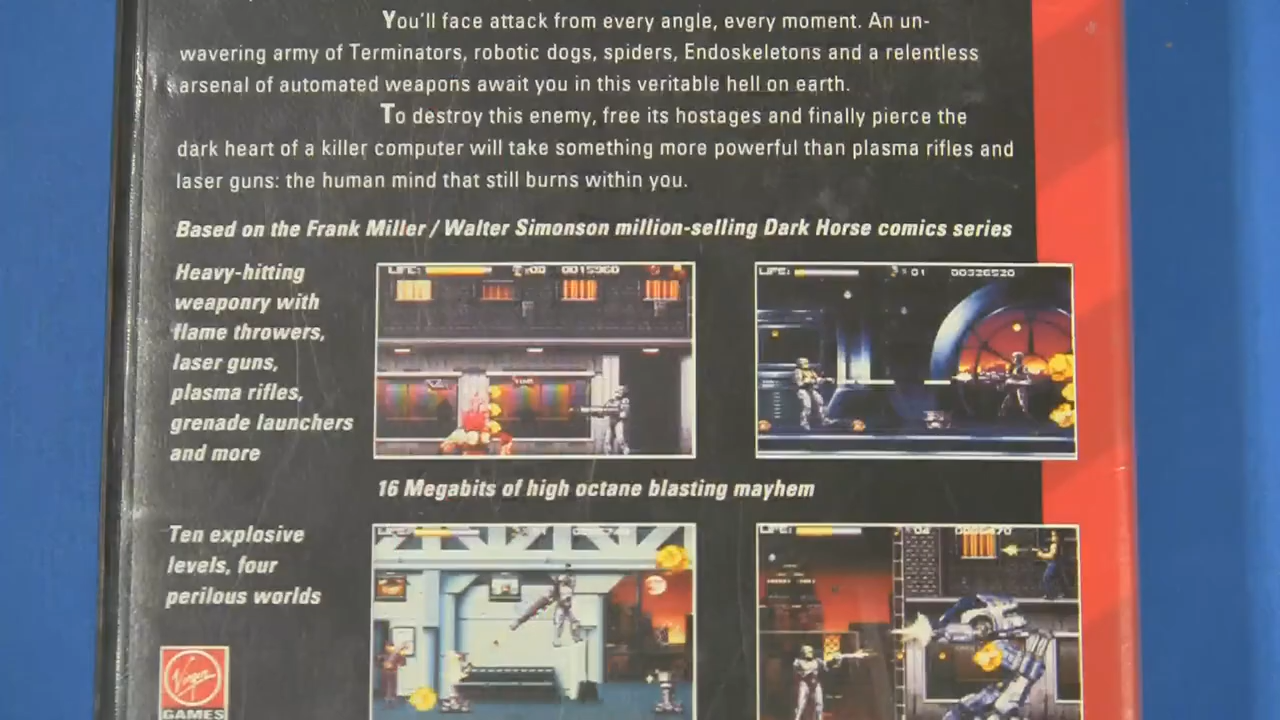 You'll face attack from every angle, every moment. An un-
wavering army of Terminators, robotic dogs, spiders, Endoskeletons and a relentless
arsenal of automated weapons await you in this veritable hell on earth.
To destroy this enemy, free its hostages and finally pierce the
dark heart of a killer computer will take something more powerful than plasma rifles and
laser guns: the human mind that still burns within you.
Based on the Frank Miller / Walter Simonson million-selling Dark Horse comics series
Heavy-hitting
weaponry with
flame throwers,
laser guns,
plasma rifles,
grenade launchers
and more
LIFE:
LIFE: 01 00326520
16 Megabits of high octane blasting mayhem
Ten explosive
levels, four
perilous worlds
LIFE:
Virgin
GAMES